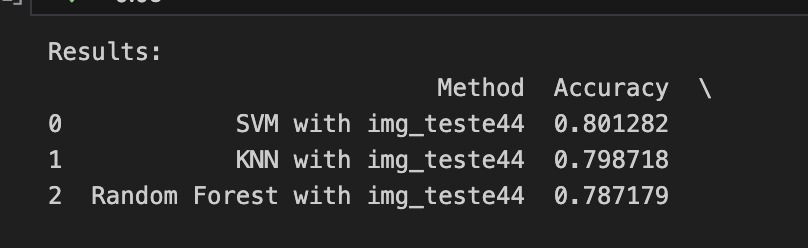 Results:
Method Accuracy \
0 SVM with img_teste44 0.801282
1 KNN with img_teste44 0.798718
2 Random Forest with img_teste44 0.787179